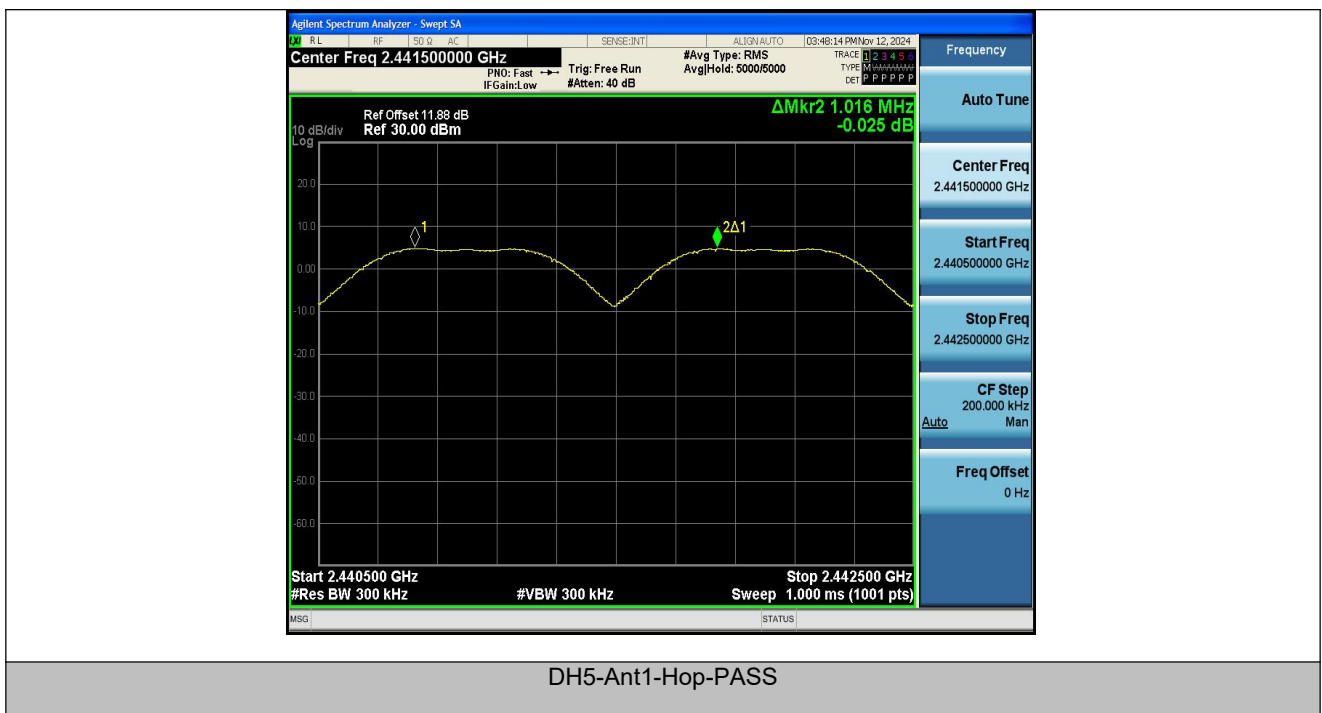 Agilent Spectrum Analyzer - Swept SA
LXI RL RF 50 Ω AC SENSE:INT ALIGN AUTO 03:48:14 PM Nov 12, 2024
Center Freq 2.441500000 GHz
PNO: Fast
IFGain:Low
Trig: Free Run
#Atten: 40 dB
#Avg Type: RMS
Avg|Hold: 5000/5000
TRACE 1 2 3 4 5 6
TYPE M
DET P P P P P P
ΔMkr2 1.016 MHz
-0.025 dB
Ref Offset 11.88 dB
10 dB/div Ref 30.00 dBm
Log
20.0
10.0
0.00
-10.0
-20.0
-30.0
-40.0
-50.0
-60.0
1
2Δ1
Start 2.440500 GHz
Stop 2.442500 GHz
#Res BW 300 kHz
#VBW 300 kHz
Sweep 1.000 ms (1001 pts)
MSG
STATUS
Frequency
Auto Tune
Center Freq
2.441500000 GHz
Start Freq
2.440500000 GHz
Stop Freq
2.442500000 GHz
CF Step
200.000 kHz
Auto Man
Freq Offset
0 Hz
DH5-Ant1-Hop-PASS